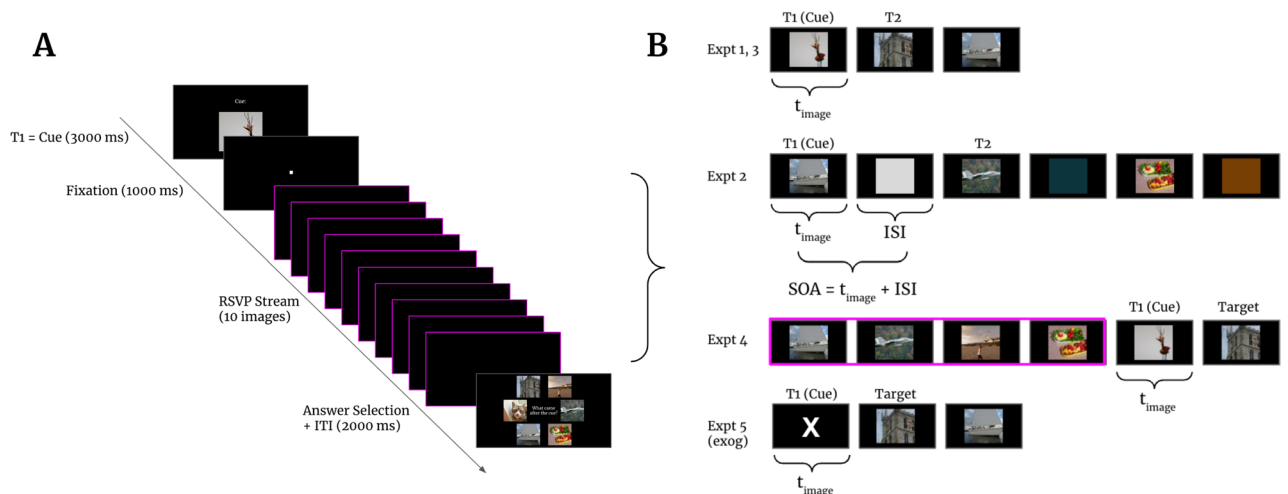 A
Cue:
T1 = Cue (3000 ms)
Fixation (1000 ms)
RSVP Stream
(10 images)
Answer Selection
+ ITI (2000 ms)
What came
after the cue?
B
T1 (Cue) T2
Expt 1, 3
t image
T1 (Cue) T2
Expt 2
t image ISI
SOA = t image + ISI
T1 (Cue) Target
Expt 4
t image
T1 (Cue) Target
Expt 5
(exog)
X
t image